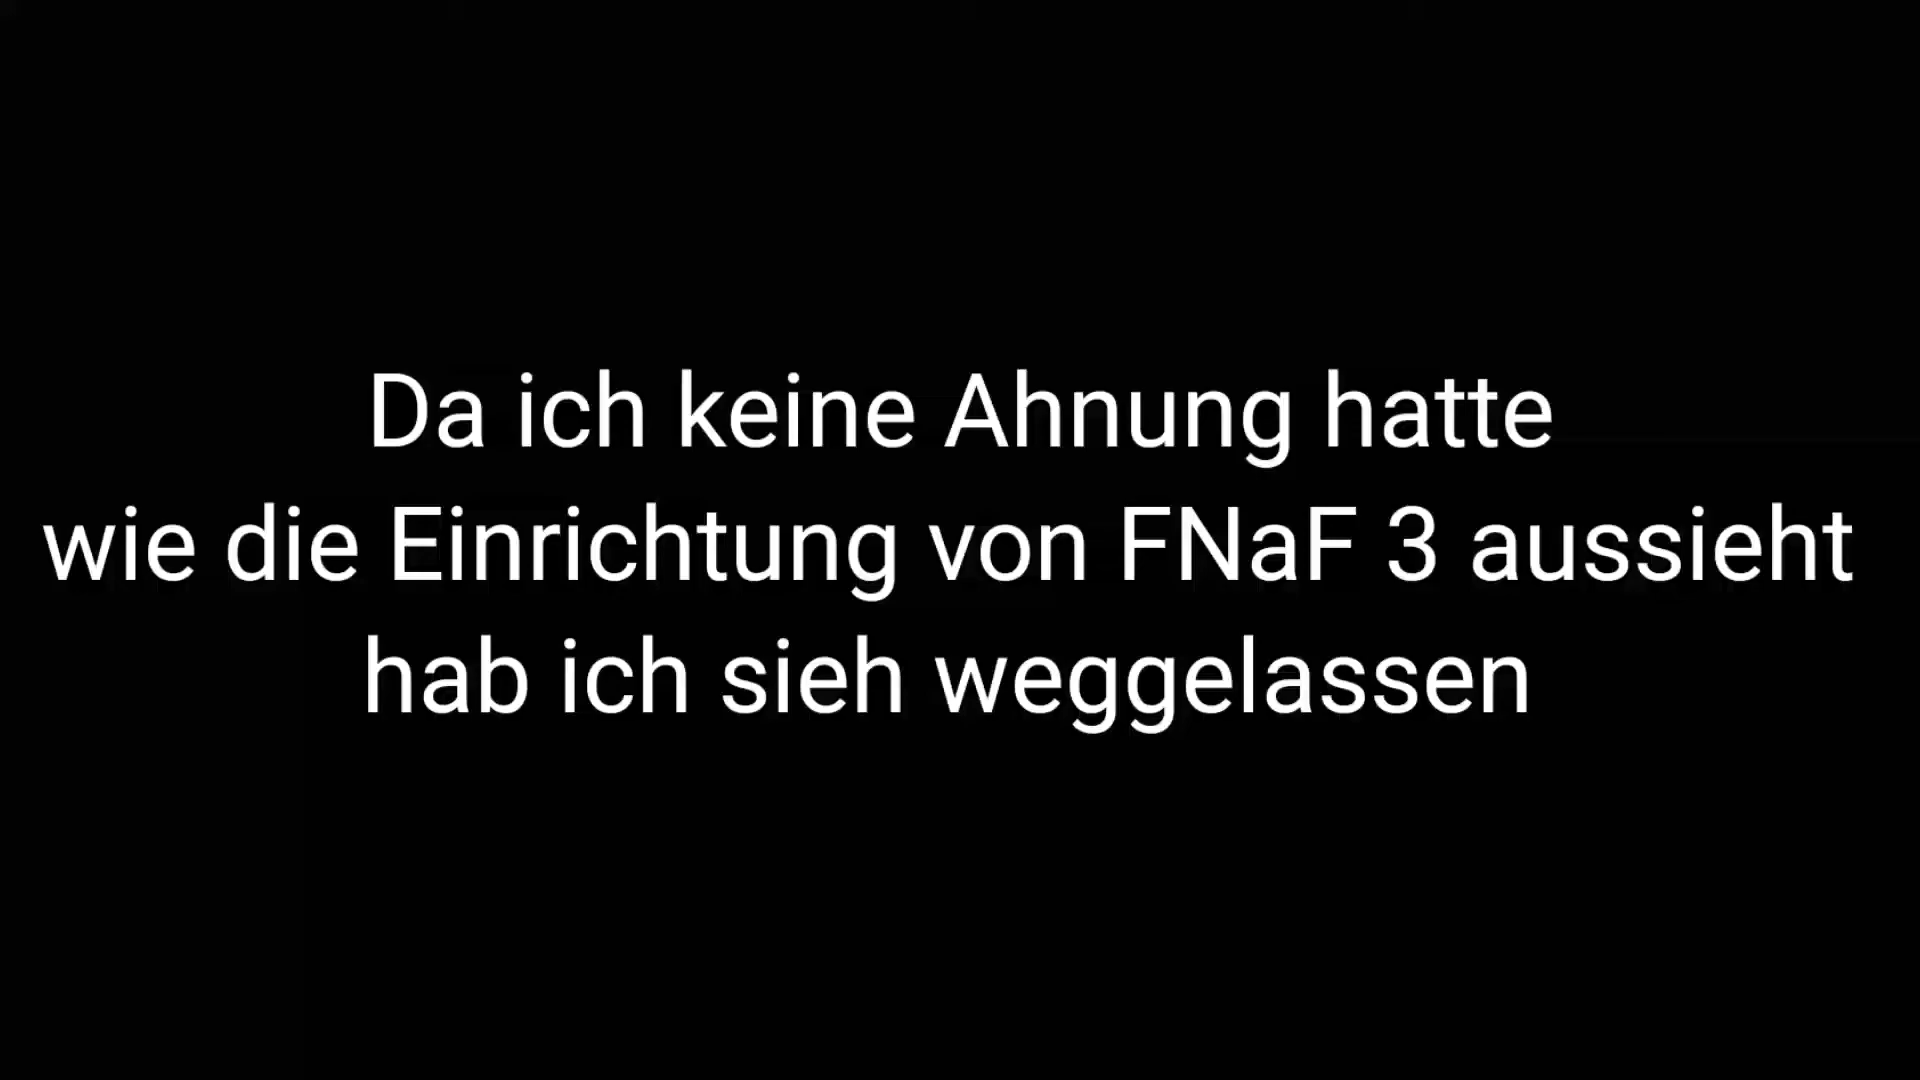 Da ich keine Ahnung hatte
wie die Einrichtung von FNaF 3 aussieht
hab ich sieh weggelassen